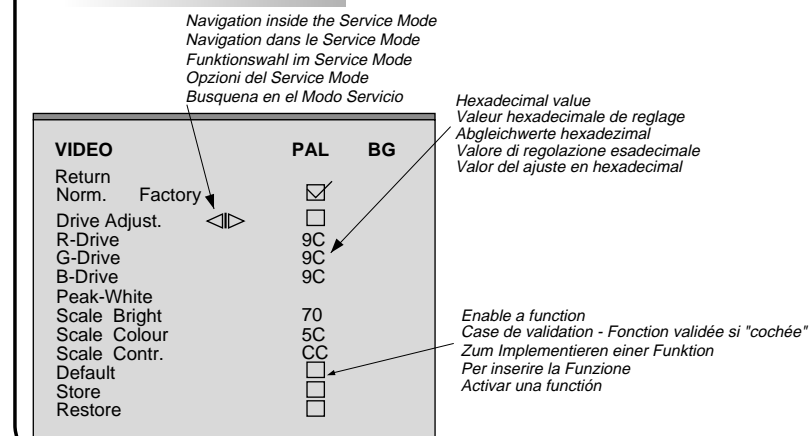 Navigation inside the Service Mode
Navigation dans le Service Mode
Funktionswahl im Service Mode
Opzioni del Service Mode
Busquena en el Modo Servicio
Hexadecimal value
Valeur hexadecimale de reglage
Abgleichwerte hexadezimal
Valore di regolazione esadecimale
Valor del ajuste en hexadecimal
VIDEO PAL BG
Return
Norm. Factory
Drive Adjust.
R-Drive 9C
G-Drive 9C
B-Drive 9C
Peak-White
Scale Bright 70
Scale Colour 5C
Scale Contr. CC
Default
Store
Restore
Enable a function
Case de validation - Fonction validée si "cochée"
Zum Implementieren einer Funktion
Per inserire la Funzione
Activar una functión